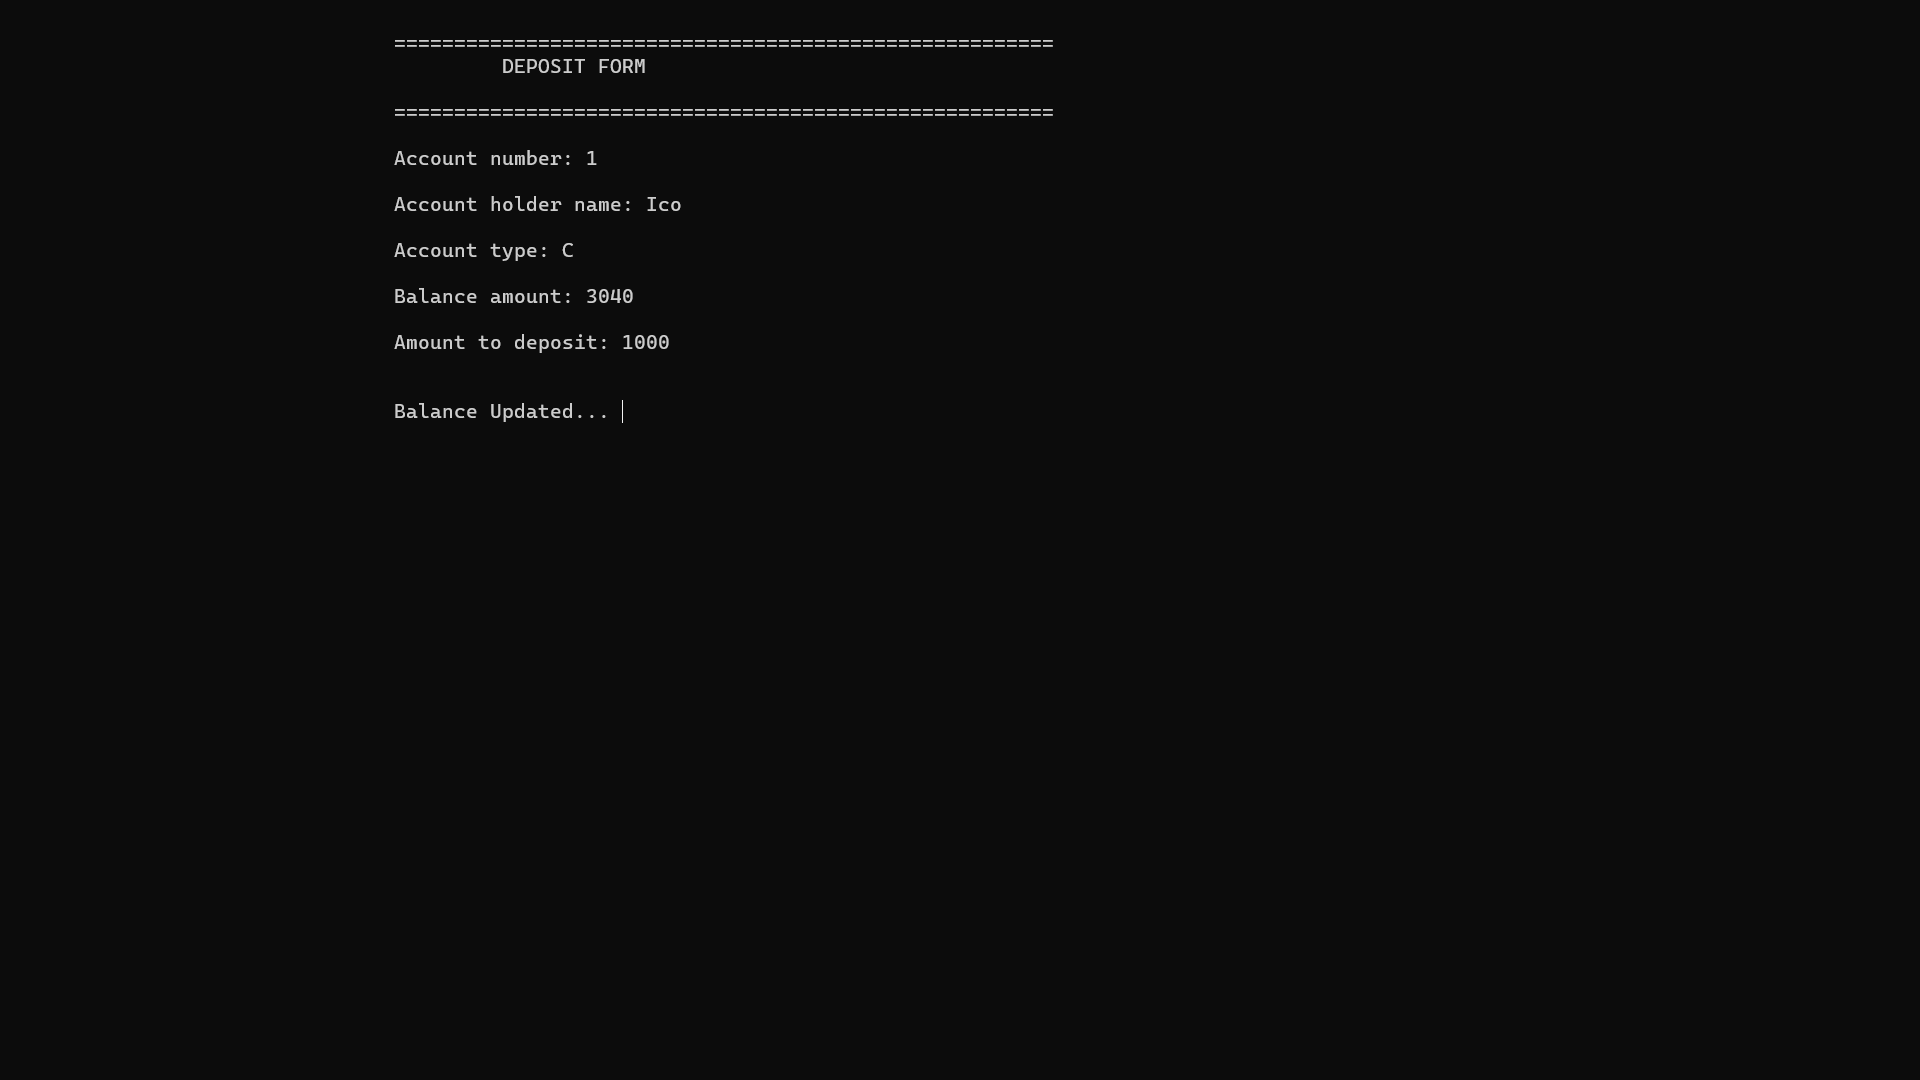 =======================================================
DEPOSIT FORM
=======================================================
Account number: 1
Account holder name: Ico
Account type: C
Balance amount: 3040
Amount to deposit: 1000
Balance Updated...